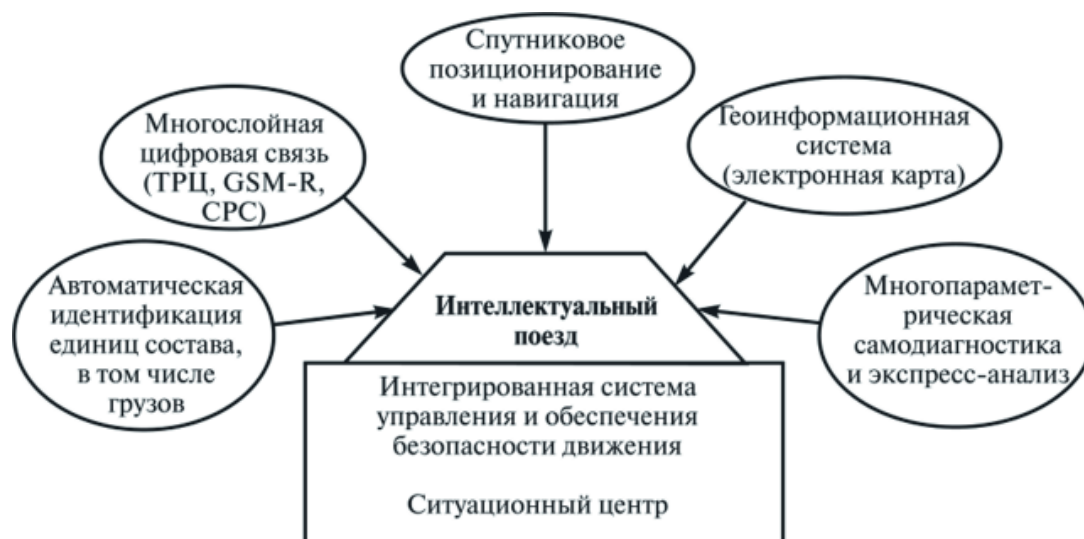 Спутниковое
позиционирование
и навигация
Многослойная
цифровая связь
(ТРЦ, GSM-R,
СРС)
Геоинформационная
система
(электронная карта)
Автоматическая
идентификация
единиц состава,
в том числе
грузов
Интеллектуальный
поезд
Многопарамет-
рическая
самодиагностика
и экспресс-анализ
Интегрированная система
управления и обеспечения
безопасности движения
Ситуационный центр